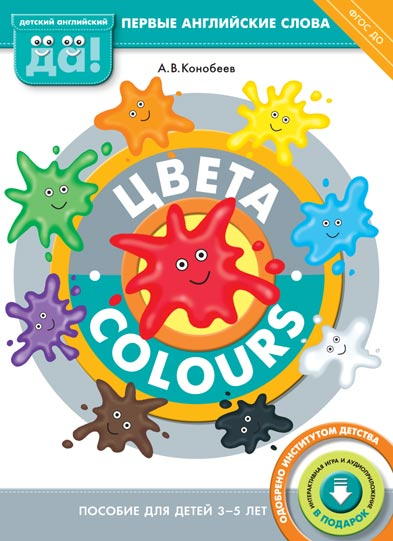 детский английский
да!
ПЕРВЫЕ АНГЛИЙСКИЕ СЛОВА
ФГОС ДО
А.В.Конобеев
ЦВЕТА
COLOURS
ОДОБРЕНО ИНСТИТУТОМ ДЕТСТВА
ИНТЕРАКТИВНАЯ ИГРА И АУДИОПРИЛОЖЕНИЕ
В ПОДАРОК
ПОСОБИЕ ДЛЯ ДЕТЕЙ 3–5 ЛЕТ